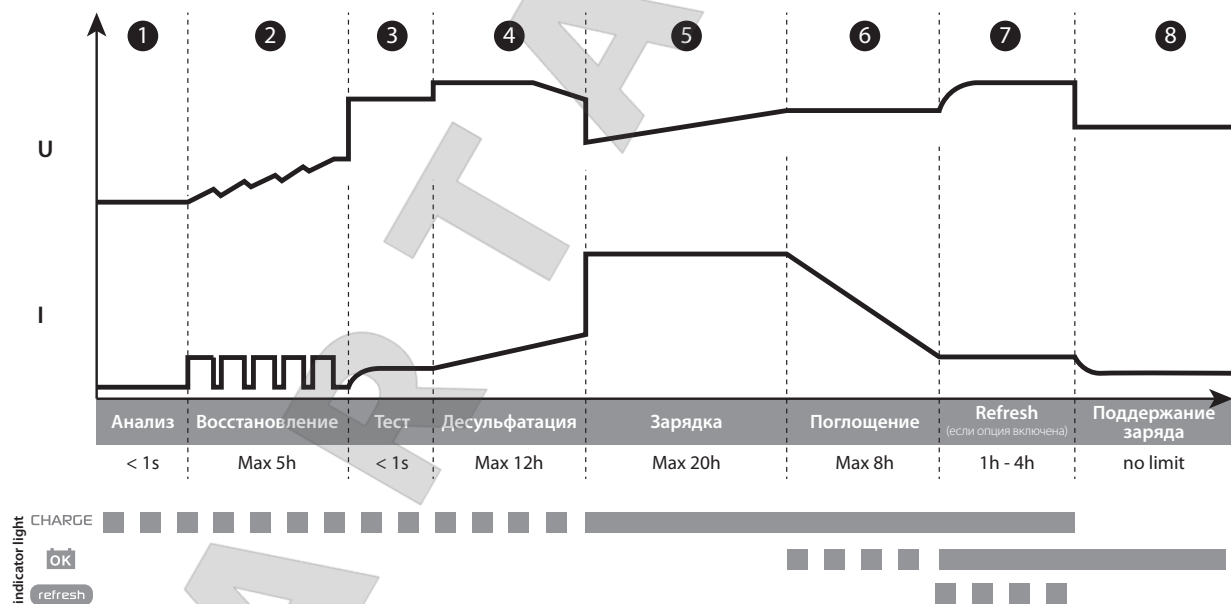 1 2 3 4 5 6 7 8
U
I
Анализ Восстановление Тест Десульфатация Зарядка Поглощение Refresh Поддержание
(если опция включена) заряда
< 1s Max 5h < 1s Max 12h Max 20h Max 8h 1h - 4h no limit
indicator light
CHARGE
OK
refresh